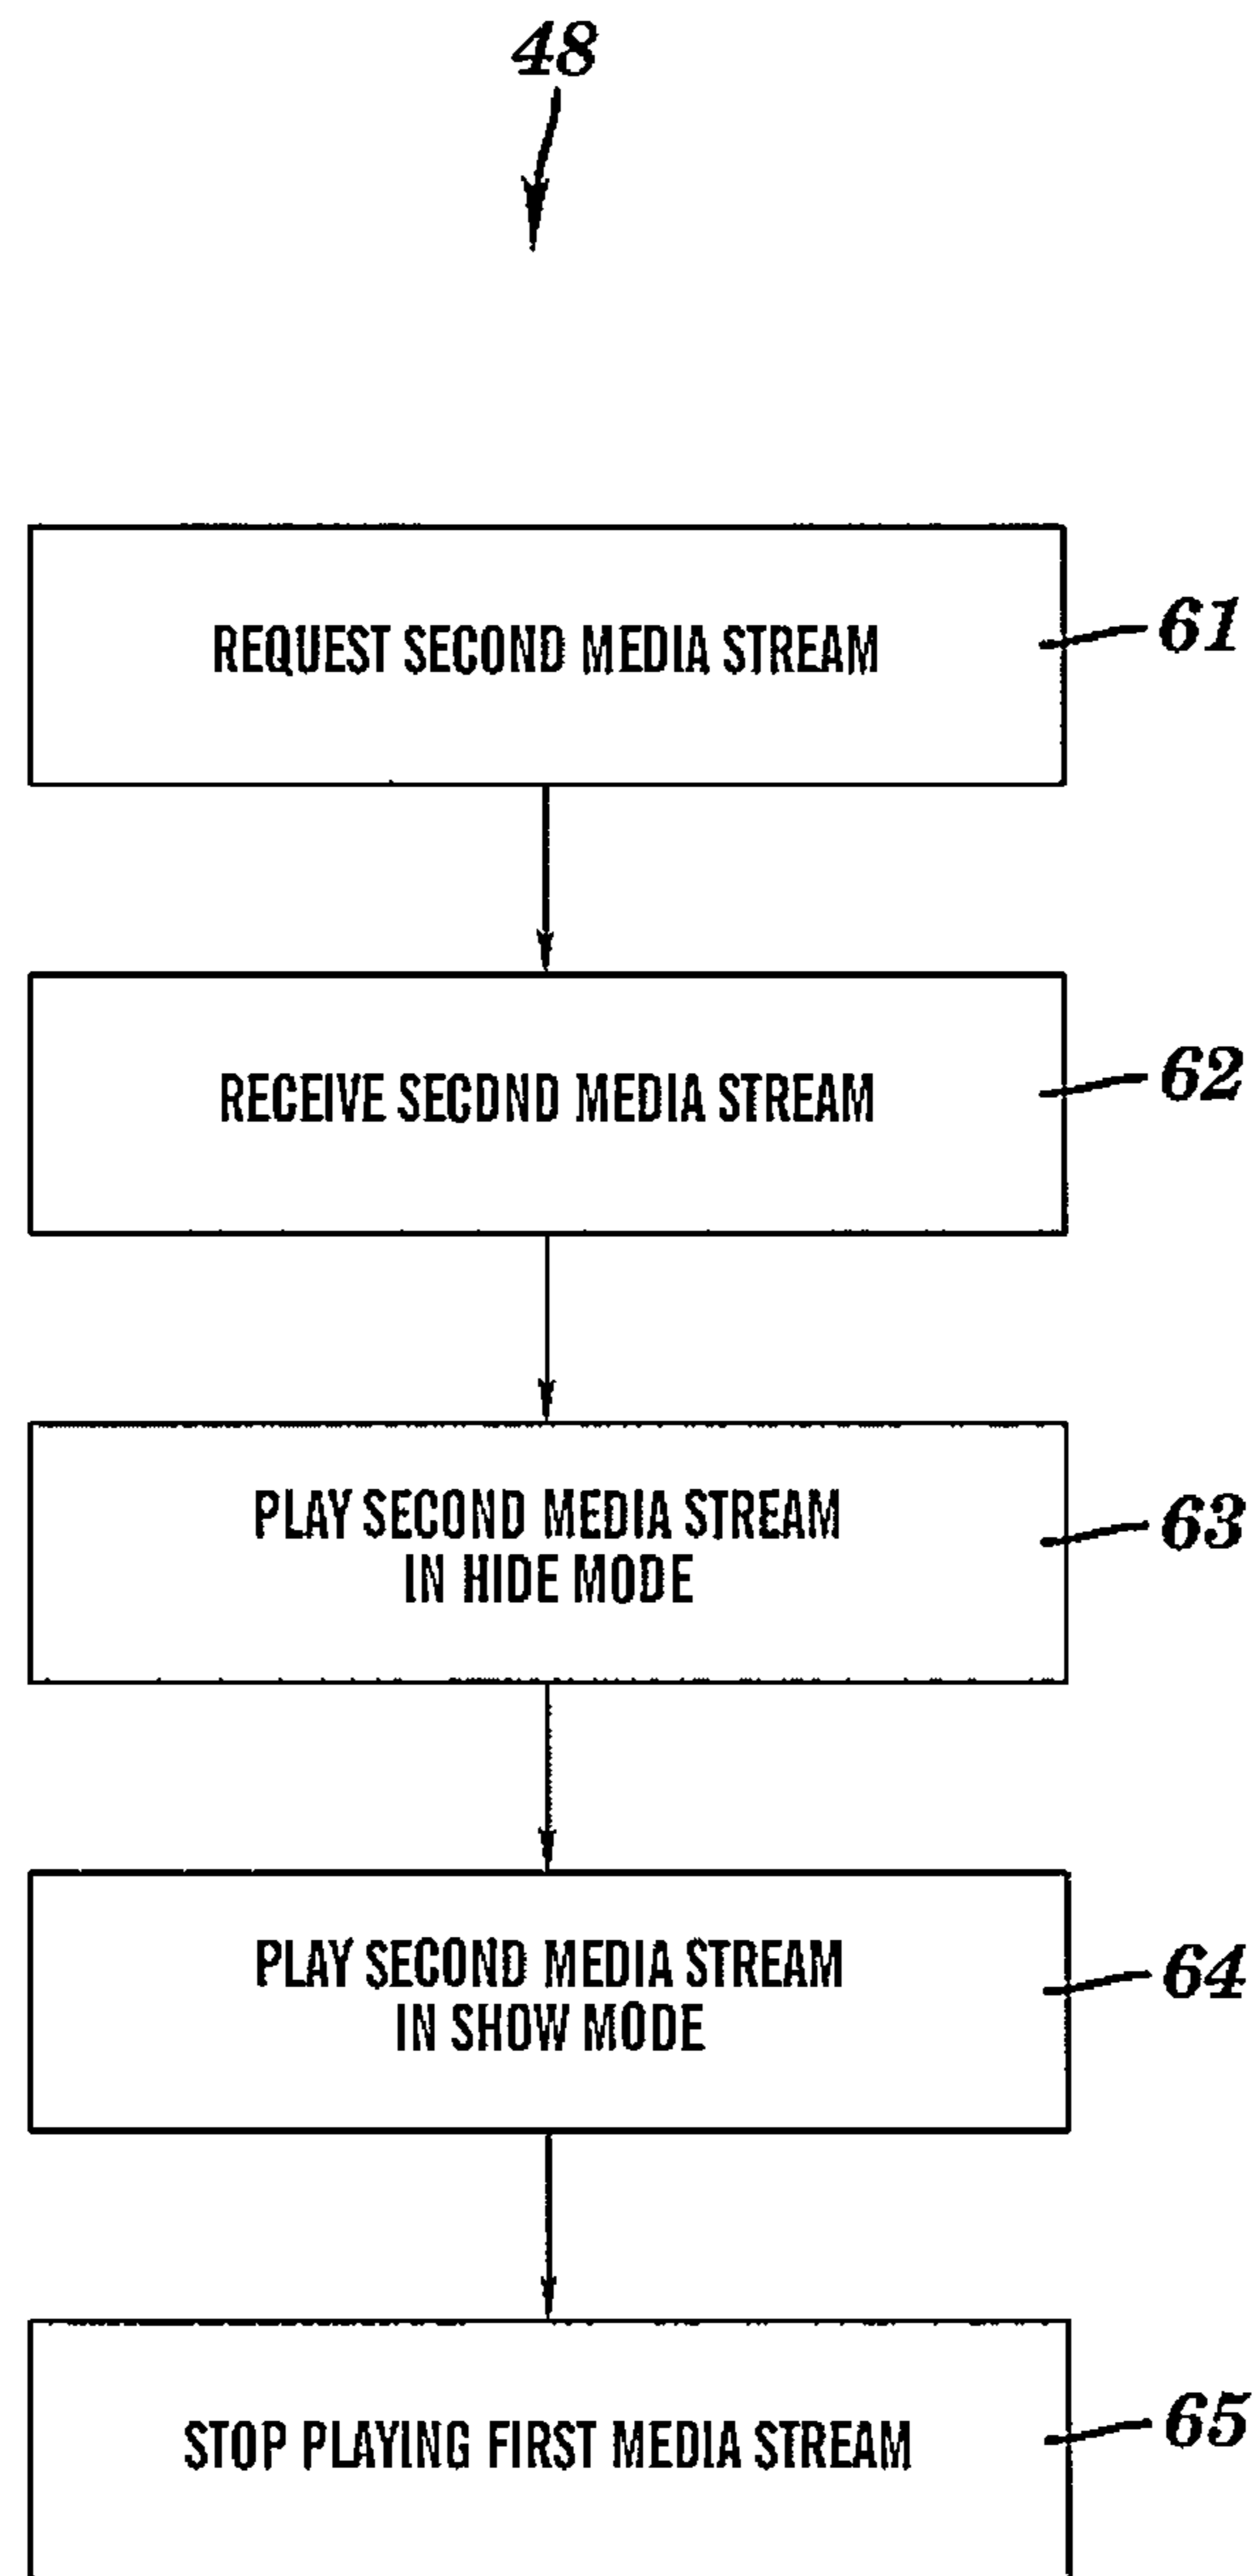 48
REQUEST SECOND MEDIA STREAM
61
RECEIVE SECOND MEDIA STREAM
62
PLAY SECOND MEDIA STREAM
IN HIDE MODE
63
PLAY SECOND MEDIA STREAM
IN SHOW MODE
64
STOP PLAYING FIRST MEDIA STREAM
65